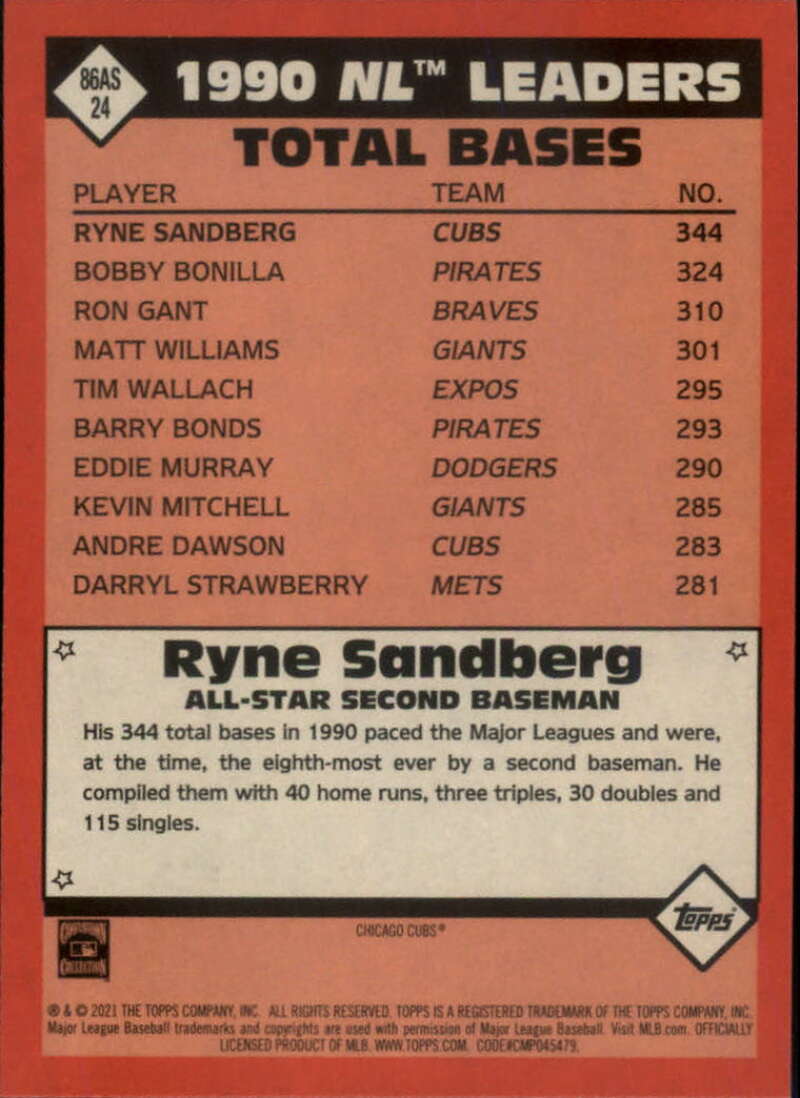 86AS
24
1990 NL™ LEADERS
TOTAL BASES
PLAYER TEAM NO.
RYNE SANDBERG CUBS 344
BOBBY BONILLA PIRATES 324
RON GANT BRAVES 310
MATT WILLIAMS GIANTS 301
TIM WALLACH EXPOS 295
BARRY BONDS PIRATES 293
EDDIE MURRAY DODGERS 290
KEVIN MITCHELL GIANTS 285
ANDRE DAWSON CUBS 283
DARRYL STRAWBERRY METS 281
Ryne Sandberg
ALL-STAR SECOND BASEMAN
His 344 total bases in 1990 paced the Major Leagues and were,
at the time, the eighth-most ever by a second baseman. He
compiled them with 40 home runs, three triples, 30 doubles and
115 singles.
Topps®
COOPERSTOWN
COLLECTION
CHICAGO CUBS®
® & © 2021 THE TOPPS COMPANY, INC. ALL RIGHTS RESERVED. TOPPS IS A REGISTERED TRADEMARK OF THE TOPPS COMPANY, INC.
Major League Baseball trademarks and copyrights are used with permission of Major League Baseball. Visit MLB.com. OFFICIALLY
LICENSED PRODUCT OF MLB. WWW.TOPPS.COM. CODE#CMP045479.